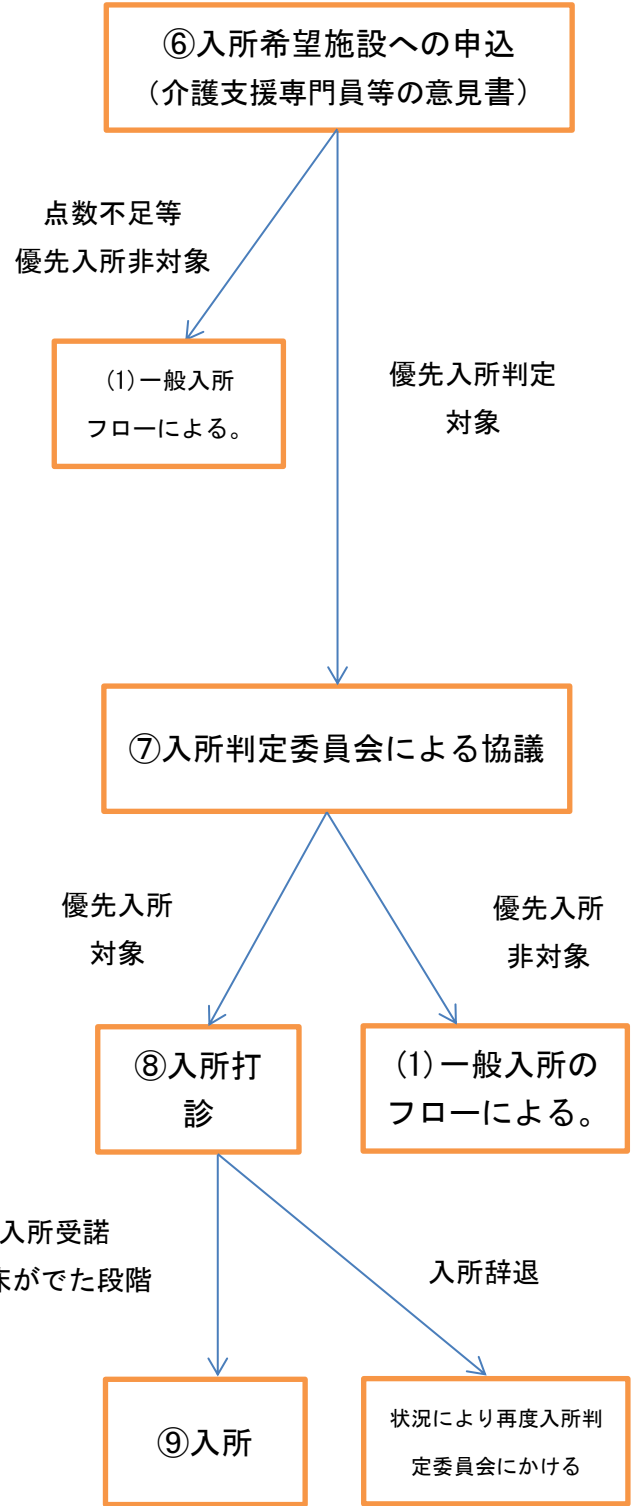 ⑥入所希望施設への申込
（介護支援専門員等の意見書）
点数不足等
優先入所非対象
(1)一般入所
フローによる。
優先入所判定
対象
⑦入所判定委員会による協議
優先入所
対象
優先入所
非対象
⑧入所打
診
(1)一般入所の
フローによる。
入所受諾
床がでた段階
入所辞退
⑨入所
状況により再度入所判
定委員会にかける